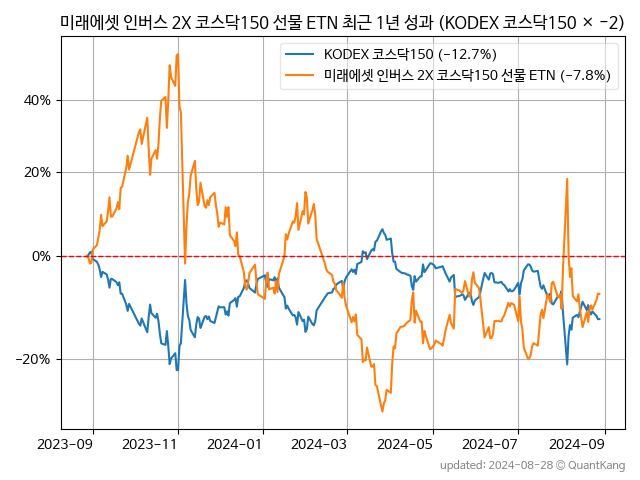 미래에셋 인버스 2X 코스닥150 선물 ETN 최근 1년 성과 (KODEX 코스닥150 × −2)
KODEX 코스닥150 (−12.7%)
미래에셋 인버스 2X 코스닥150 선물 ETN (−7.8%)
40%
20%
0%
−20%
2023-09 2023-11 2024-01 2024-03 2024-05 2024-07 2024-09
updated: 2024-08-28 ⓒ QuantKang